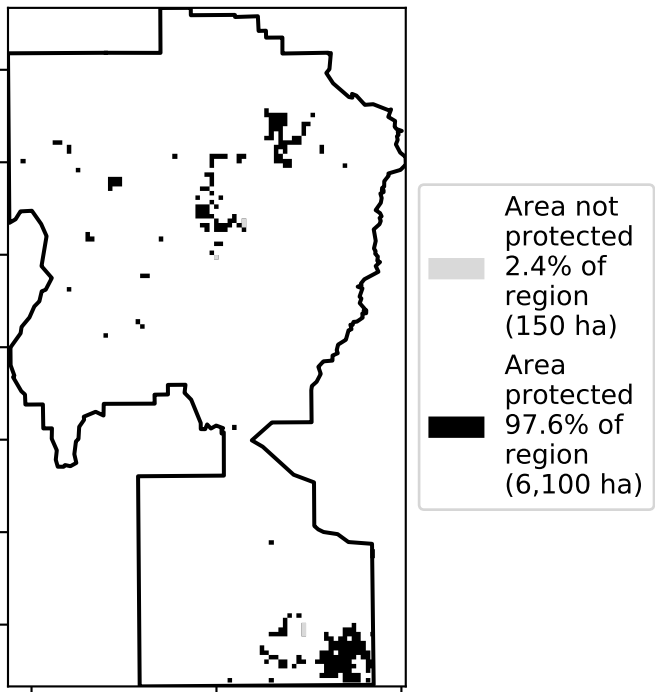 Area not
protected
2.4% of
region
(150 ha)
Area
protected
97.6% of
region
(6,100 ha)